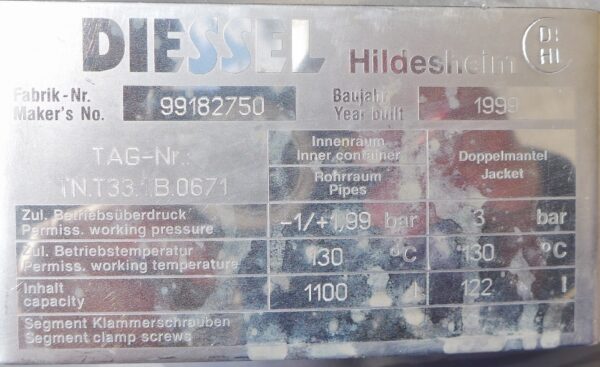 DIESSEL Hildesheim D: HI
Fabrik-Nr. 99182750 Baujahr 1999
Maker's No. Year built
TAG-Nr.: Innenraum Doppelmantel
Inner container Jacket
TN.T33.1B.0671 Rohrraum
Pipes
Zul. Betriebsüberdruck -1/+1,99 bar 3 bar
Permiss. working pressure
Zul. Betriebstemperatur 130 °C 130 °C
Permiss. working temperature
Inhalt 1100 l 122 l
capacity
Segment Klammerschrauben
Segment clamp screws